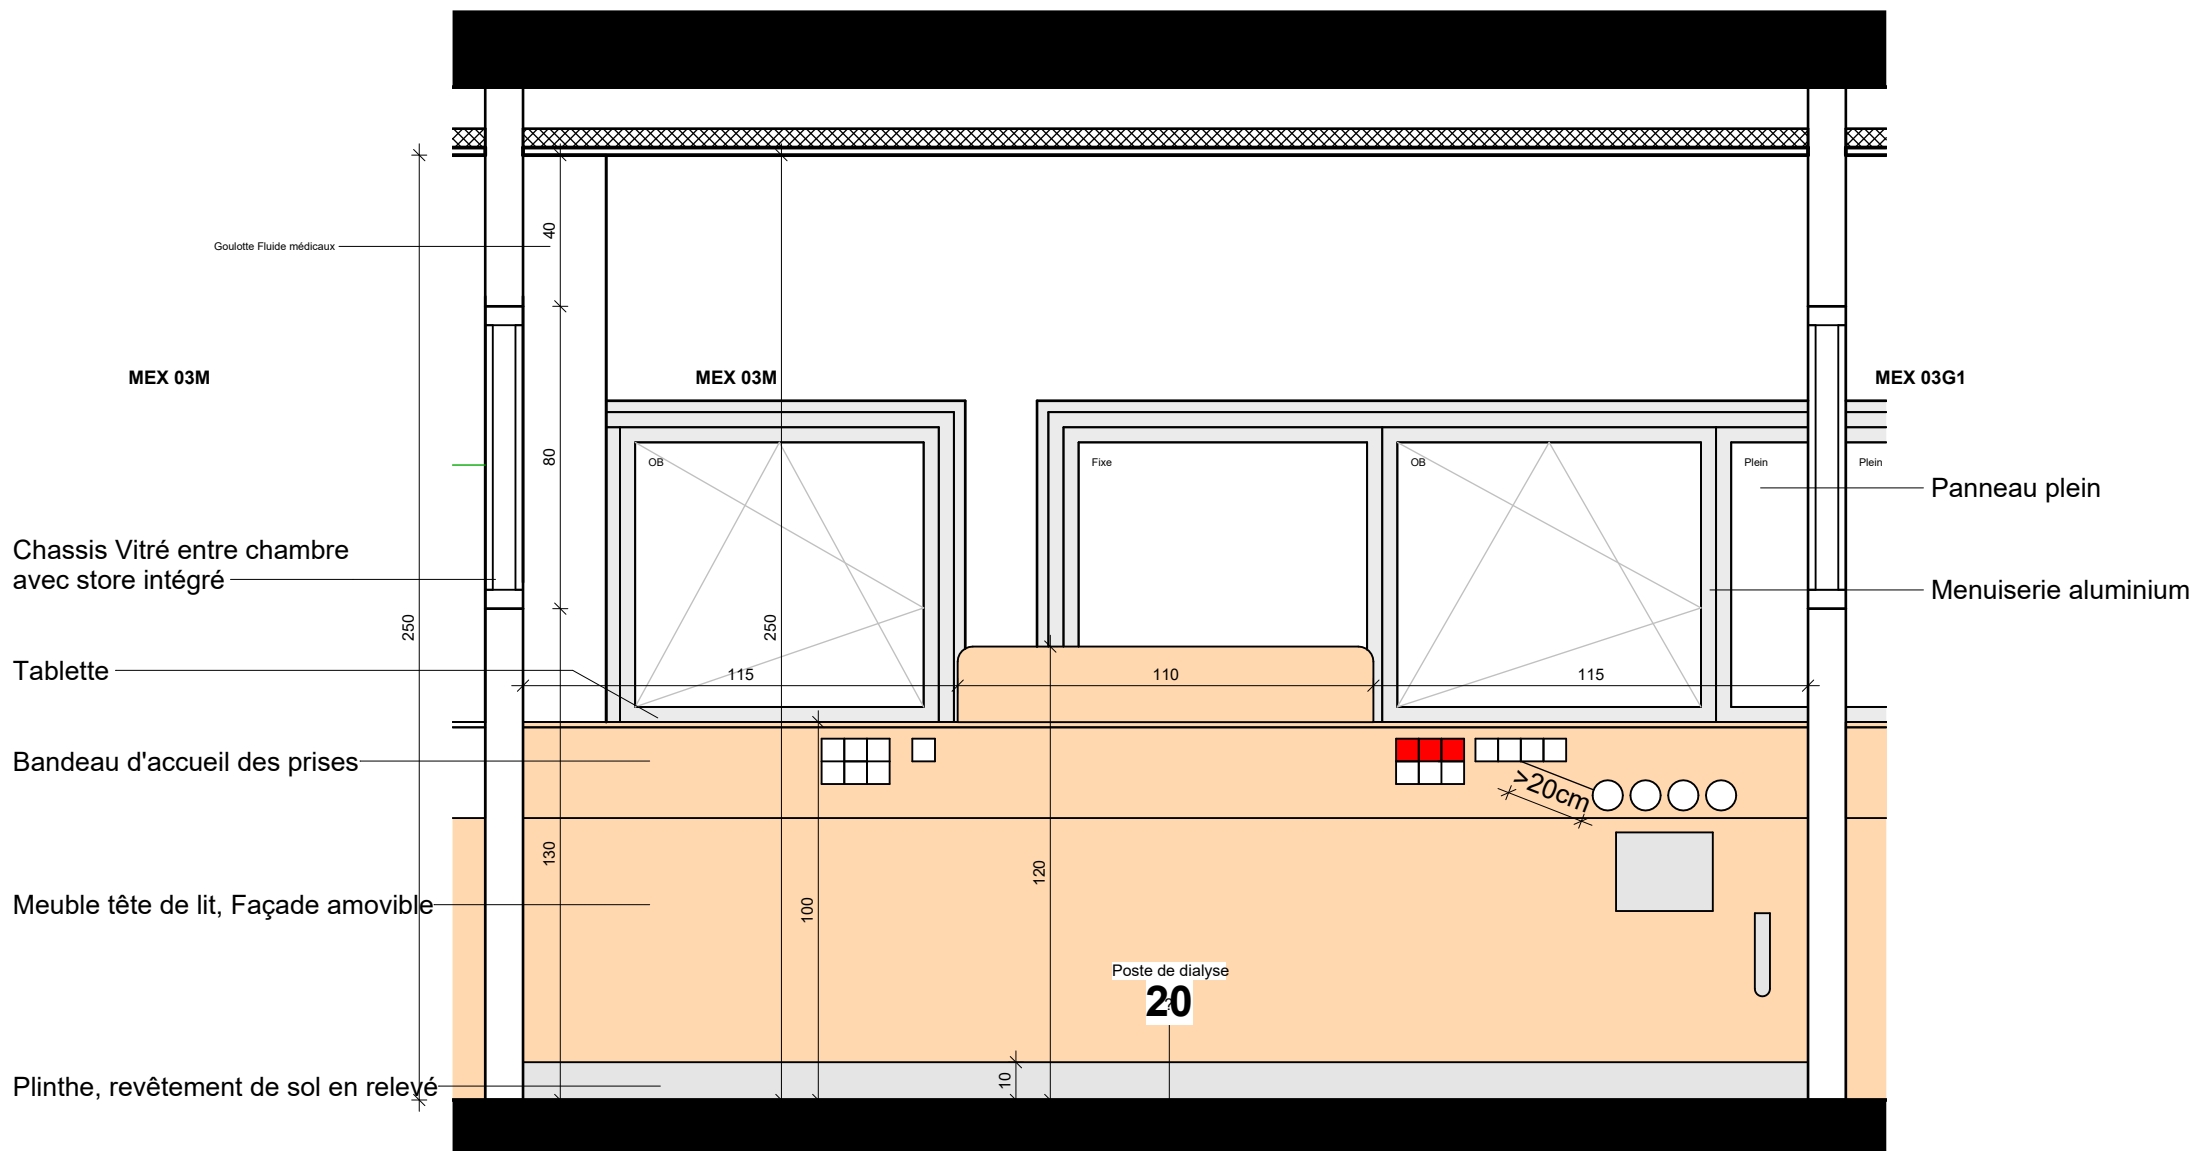 40
Goulotte Fluide médicaux
MEX 03M
MEX 03M
MEX 03G1
80
OB
Fixe
OB
Plein
Plein
Panneau plein
Chassis Vitré entre chambre
avec store intégré
Menuiserie aluminium
250
250
Tablette
115
110
115
Bandeau d'accueil des prises
>20cm
130
120
100
Meuble tête de lit, Façade amovible
Poste de dialyse
20
?
10
Plinthe, revêtement de sol en relevé